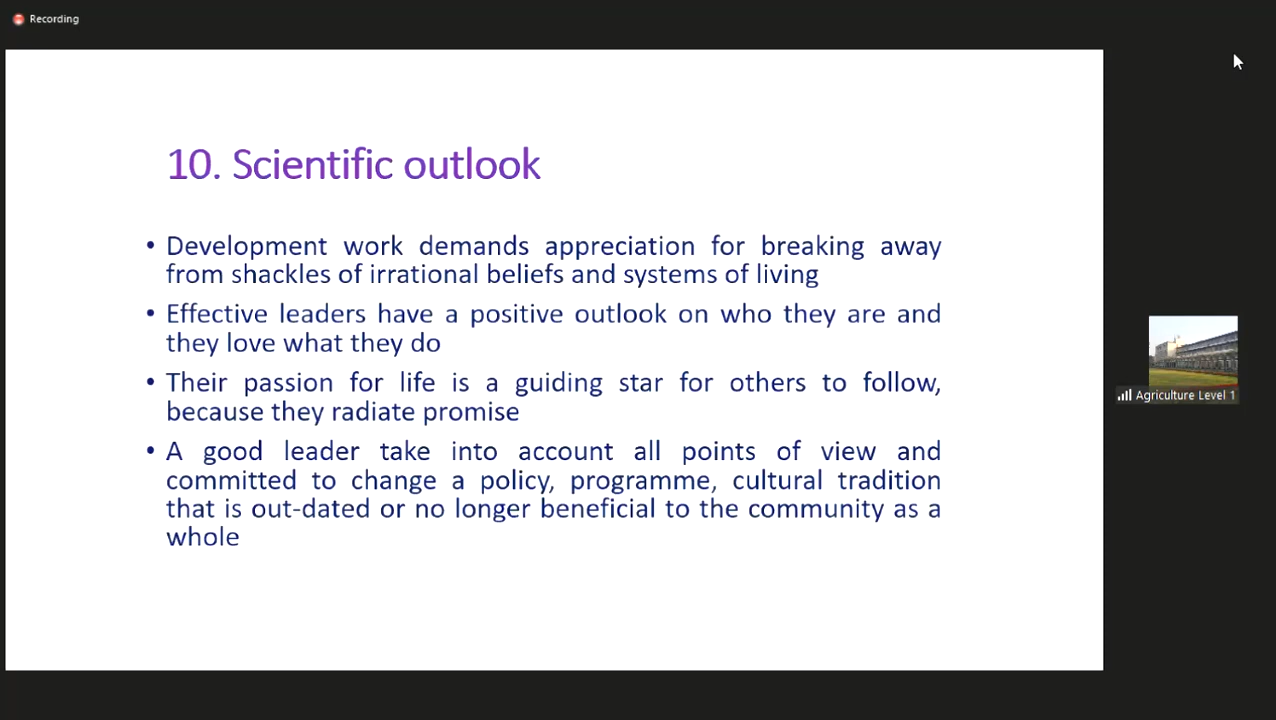 Recording
10. Scientific outlook
• Development work demands appreciation for breaking away
from shackles of irrational beliefs and systems of living
• Effective leaders have a positive outlook on who they are and
they love what they do
• Their passion for life is a guiding star for others to follow,
because they radiate promise
• A good leader take into account all points of view and
committed to change a policy, programme, cultural tradition
that is out-dated or no longer beneficial to the community as a
whole
Agriculture Level 1